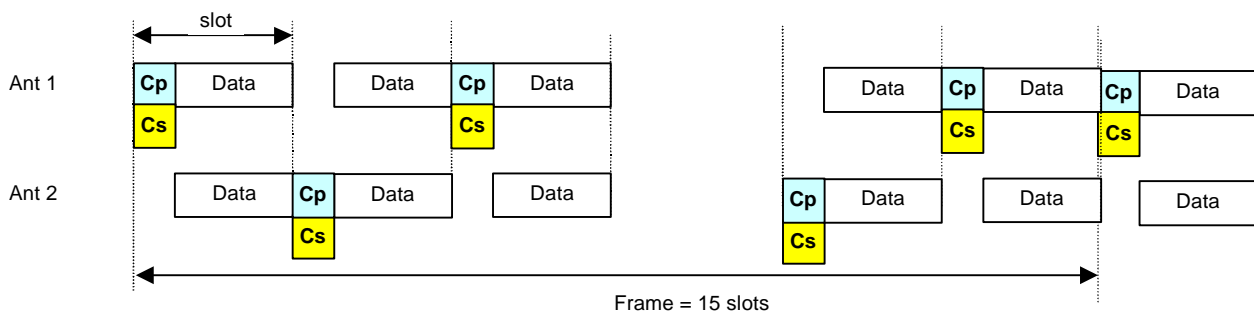 slot
Ant 1 Cp Data Data Cp Data Data Cp Data Cp Data
Cs Cs Cs Cs
Ant 2 Data Cp Data Data Cp Data Data Data
Cs Cs
Frame = 15 slots